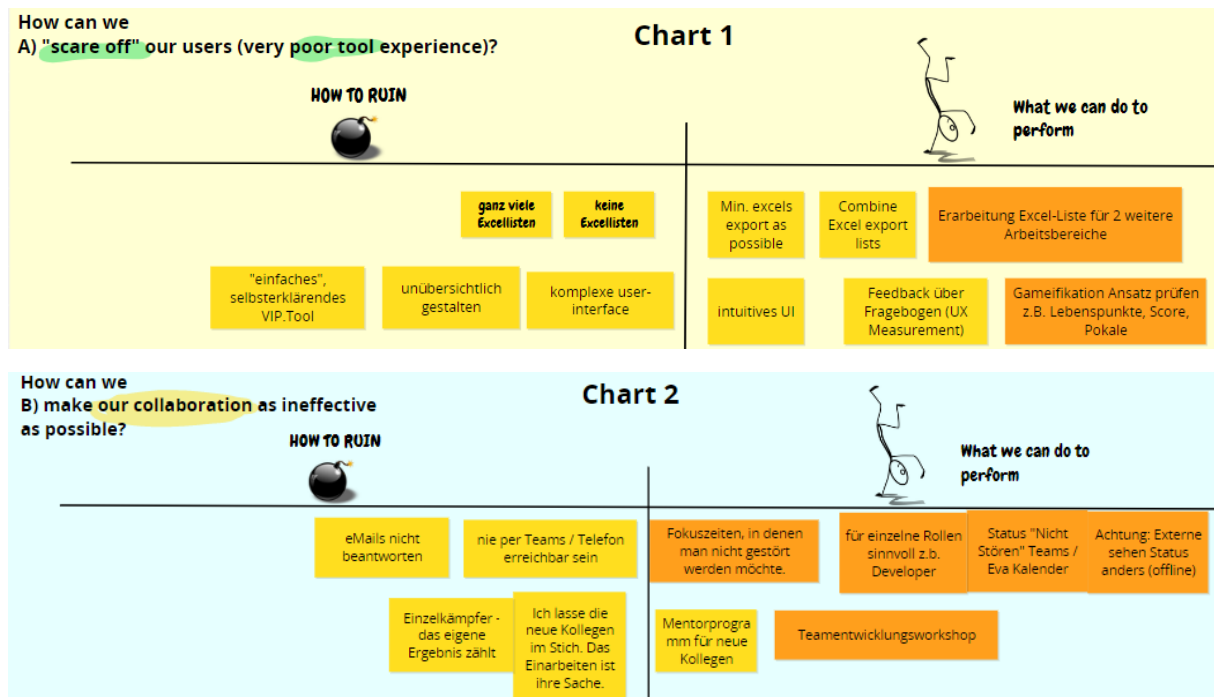 How can we
A) "scare off" our users (very poor tool experience)?
Chart 1
HOW TO RUIN
What we can do to
perform
ganz viele
Excellisten
keine
Excellisten
Min. excels
export as
possible
Combine
Excel export
lists
Erarbeitung Excel-Liste für 2 weitere
Arbeitsbereiche
"einfaches",
selbsterklärendes
VIP.Tool
unübersichtlich
gestalten
komplexe user-
interface
intuitives UI
Feedback über
Fragebogen (UX
Measurement)
Gameifikation Ansatz prüfen
z.B. Lebenspunkte, Score,
Pokale
How can we
B) make our collaboration as ineffective
as possible?
Chart 2
HOW TO RUIN
What we can do to
perform
eMails nicht
beantworten
nie per Teams / Telefon
erreichbar sein
Fokuszeiten, in denen
man nicht gestört
werden möchte.
für einzelne Rollen
sinnvoll z.b.
Developer
Status "Nicht
Stören" Teams /
Eva Kalender
Achtung: Externe
sehen Status
anders (offline)
Einzelkämpfer -
das eigene
Ergebnis zählt
Ich lasse die
neue Kollegen
im Stich. Das
Einarbeiten ist
ihre Sache.
Mentorprogra
mm für neue
Kollegen
Teamentwicklungsworkshop